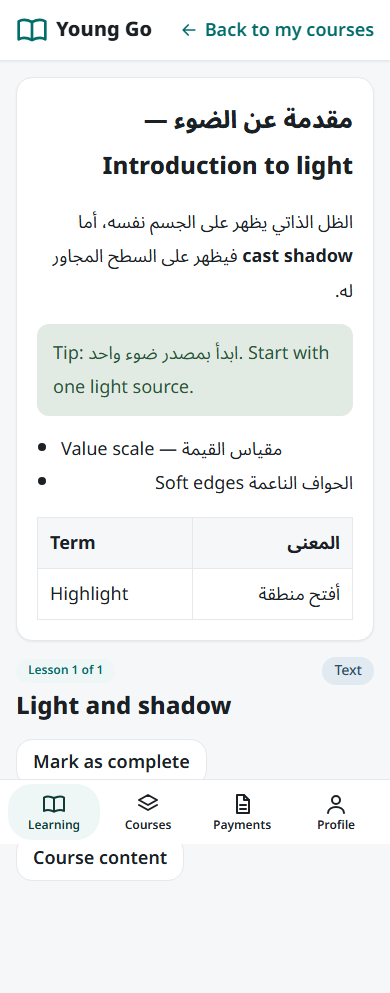 Young Go
← Back to my courses
مقدمة عن الضوء —
Introduction to light
الظل الذاتي يظهر على الجسم نفسه، أما
cast shadow فيظهر على السطح المجاور
له.
Tip: ابدأ بمصدر ضوء واحد. Start with
one light source.
• Value scale — مقياس القيمة
• الحواف الناعمة Soft edges
Term المعنى
Highlight أفتح منطقة
Lesson 1 of 1 Text
Light and shadow
Mark as complete
Learning Courses Payments Profile
Course content